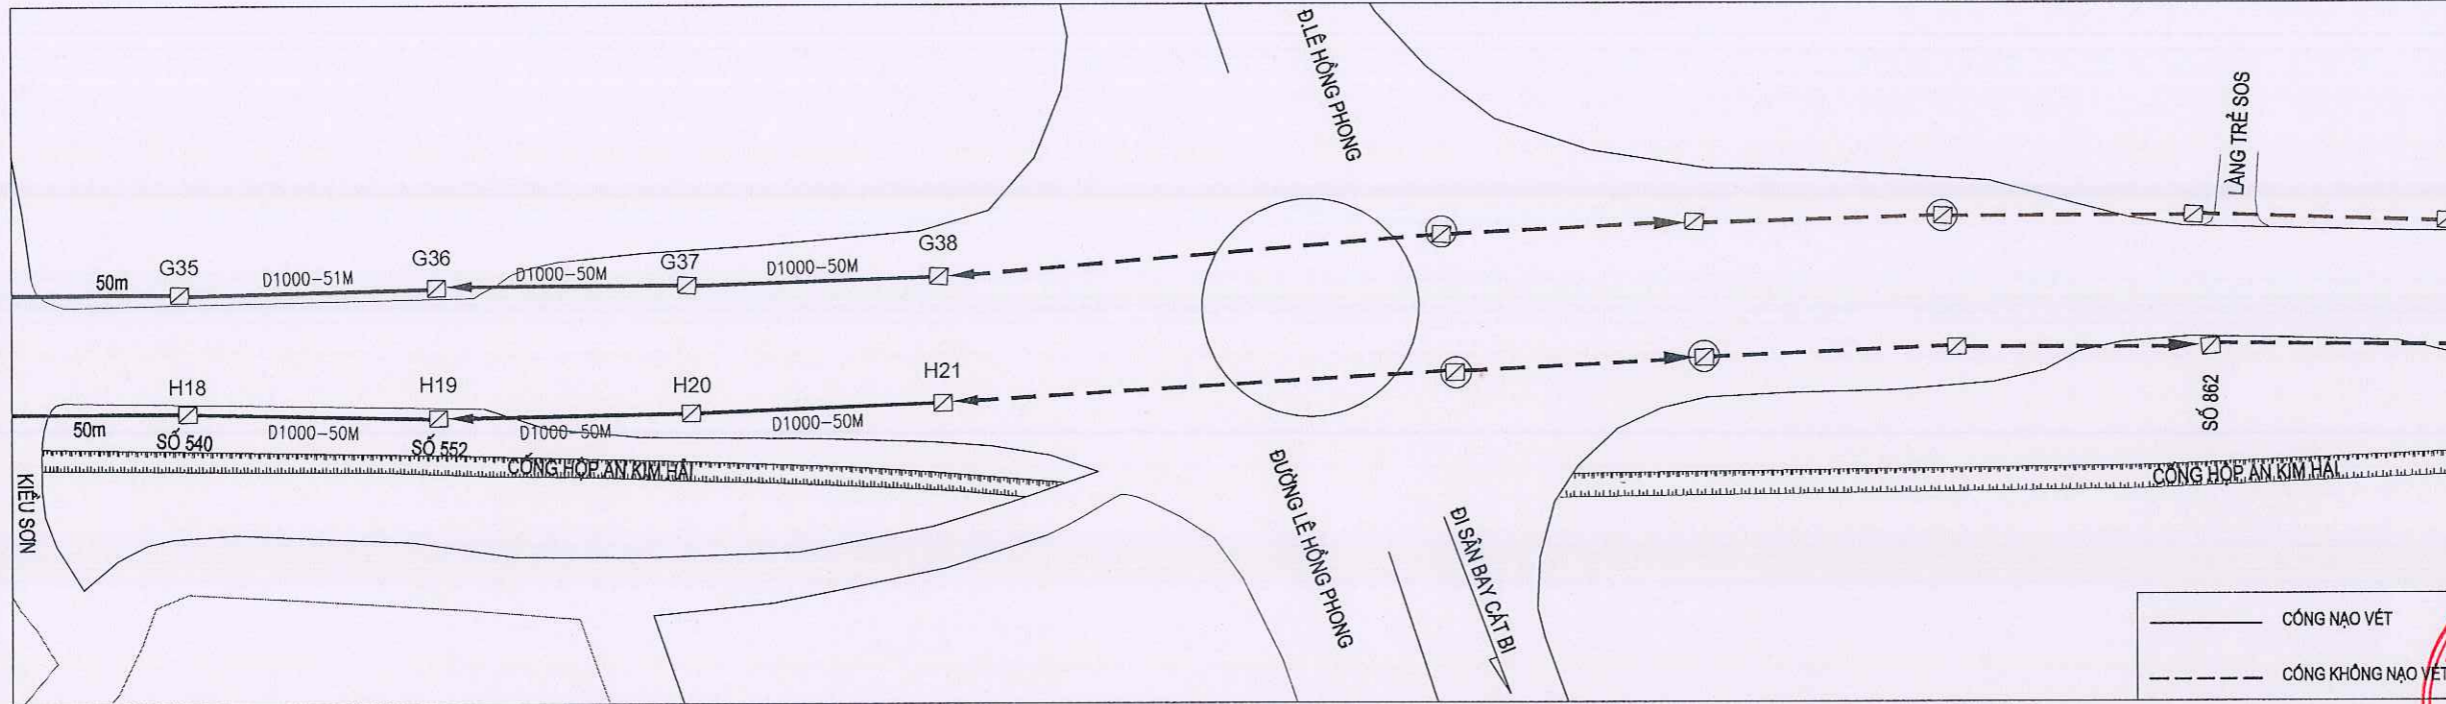 Đ.LÊ HỒNG PHONG
LÀNG TRẺ SOS
G35
G36
G37
G38
50m
D1000-51M
D1000-50M
D1000-50M
H18
H19
H20
H21
50m
SỐ 540
D1000-50M
SỐ 552
D1000-50M
D1000-50M
SỐ 862
CỐNG HỘP AN KIM HẢI
CỐNG HỘP AN KIM HẢI
KIỀU SƠN
ĐƯỜNG LÊ HỒNG PHONG
ĐI SÂN BAY CÁT BI
CỐNG NẠO VÉT
CỐNG KHÔNG NẠO VÉT